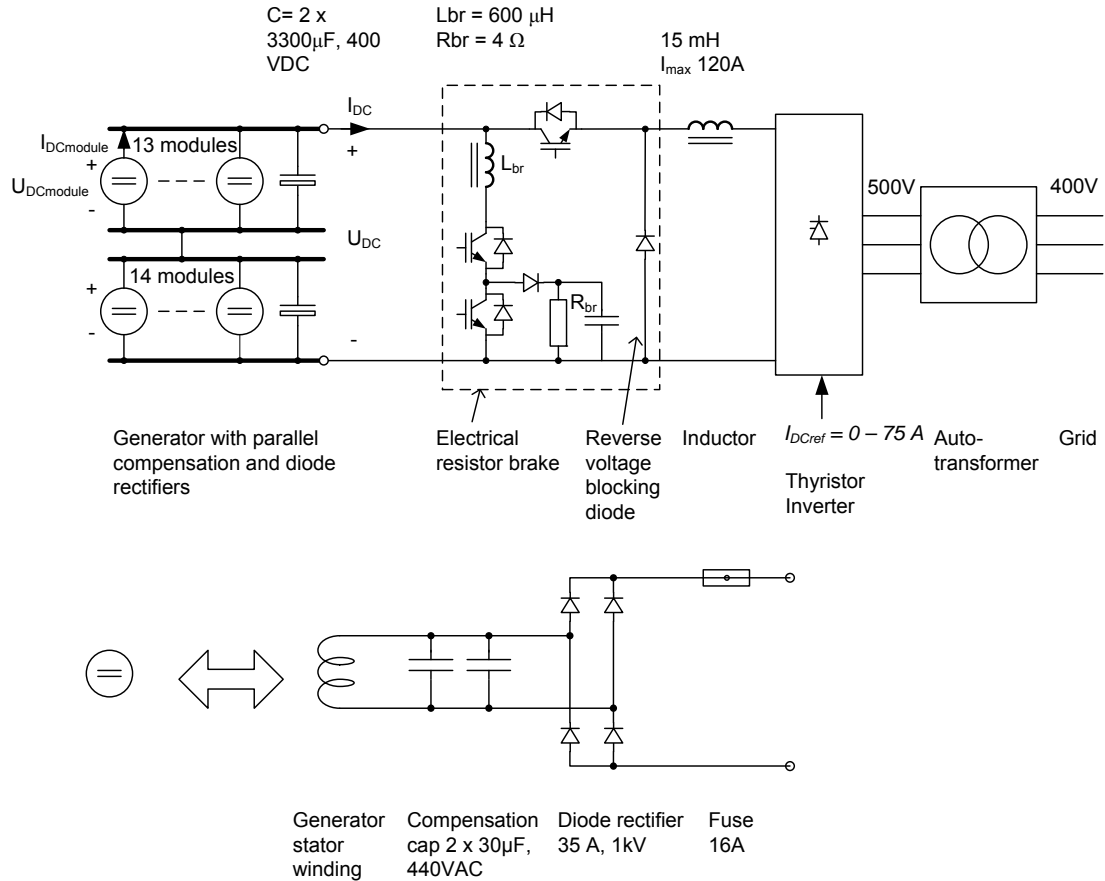 C= 2 x
3300μF, 400
VDC
Lbr = 600 μH
Rbr = 4 Ω
15 mH
Imax 120A
IDC
+
IDCmodule
13 modules
+
UDCmodule
-
Lbr
500V
400V
UDC
14 modules
+
-
Rbr
-
Generator with parallel
compensation and diode
rectifiers
Electrical
resistor brake
Reverse
voltage
blocking
diode
Inductor
IDCref = 0 – 75 A
Thyristor
Inverter
Auto-
transformer
Grid
Generator
stator
winding
Compensation
cap 2 x 30µF,
440VAC
Diode rectifier
35 A, 1kV
Fuse
16A